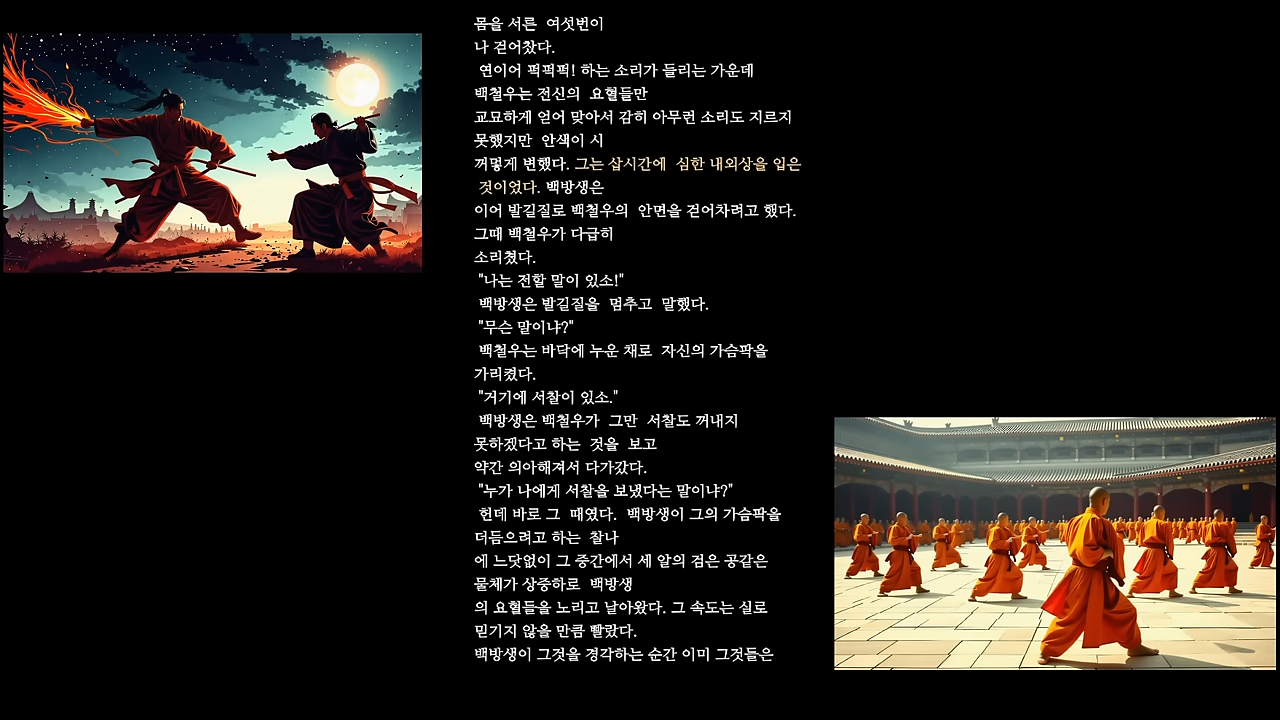 몸을 서른 여섯번이
나 걷어찼다.
연이어 퍽퍽퍽! 하는 소리가 들리는 가운데
백철우는 전신의 요혈들만
교묘하게 얻어 맞아서 감히 아무런 소리도 지르지
못했지만 안색이 시
꺼멓게 변했다. 그는 삽시간에 심한 내외상을 입은
것이었다. 백방생은
이어 발길질로 백철우의 안면을 걷어차려고 했다.
그때 백철우가 다급히
소리쳤다.
"나는 전할 말이 있소!"
백방생은 발길질을 멈추고 말했다.
"무슨 말이냐?"
백철우는 바닥에 누운 채로 자신의 가슴팍을
가리켰다.
"거기에 서찰이 있소."
백방생은 백철우가 그만 서찰도 꺼내지
못하겠다고 하는 것을 보고
약간 의아해져서 다가갔다.
"누가 나에게 서찰을 보냈다는 말이냐?"
헌데 바로 그 때였다. 백방생이 그의 가슴팍을
더듬으려고 하는 찰나
에 느닷없이 그 중간에서 세 알의 검은 공같은
물체가 상중하로 백방생
의 요혈들을 노리고 날아왔다. 그 속도는 실로
믿기지 않을 만큼 빨랐다.
백방생이 그것을 경각하는 순간 이미 그것들은